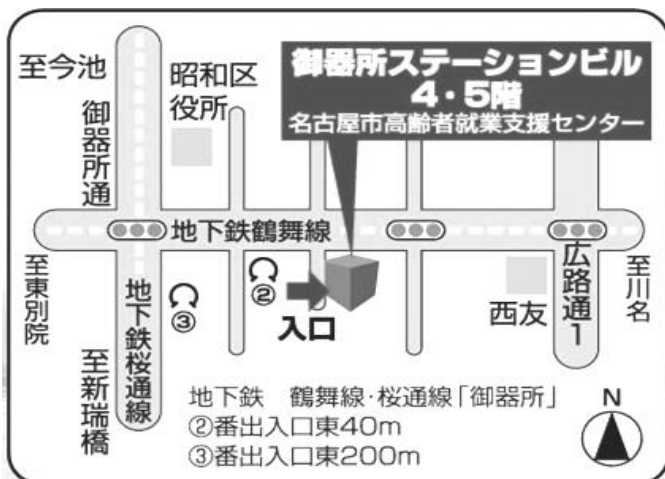 至今池
昭和区
役所
御器所ステーションビル
4・5階
名古屋市高齢者就業支援センター
御器所通
地下鉄鶴舞線
至東別院
地下鉄桜通線
至新瑞橋
③
②
入口
西友
広路通1
至川名
地下鉄 鶴舞線・桜通線「御器所」
②番出入口東40m
③番出入口東200m
N